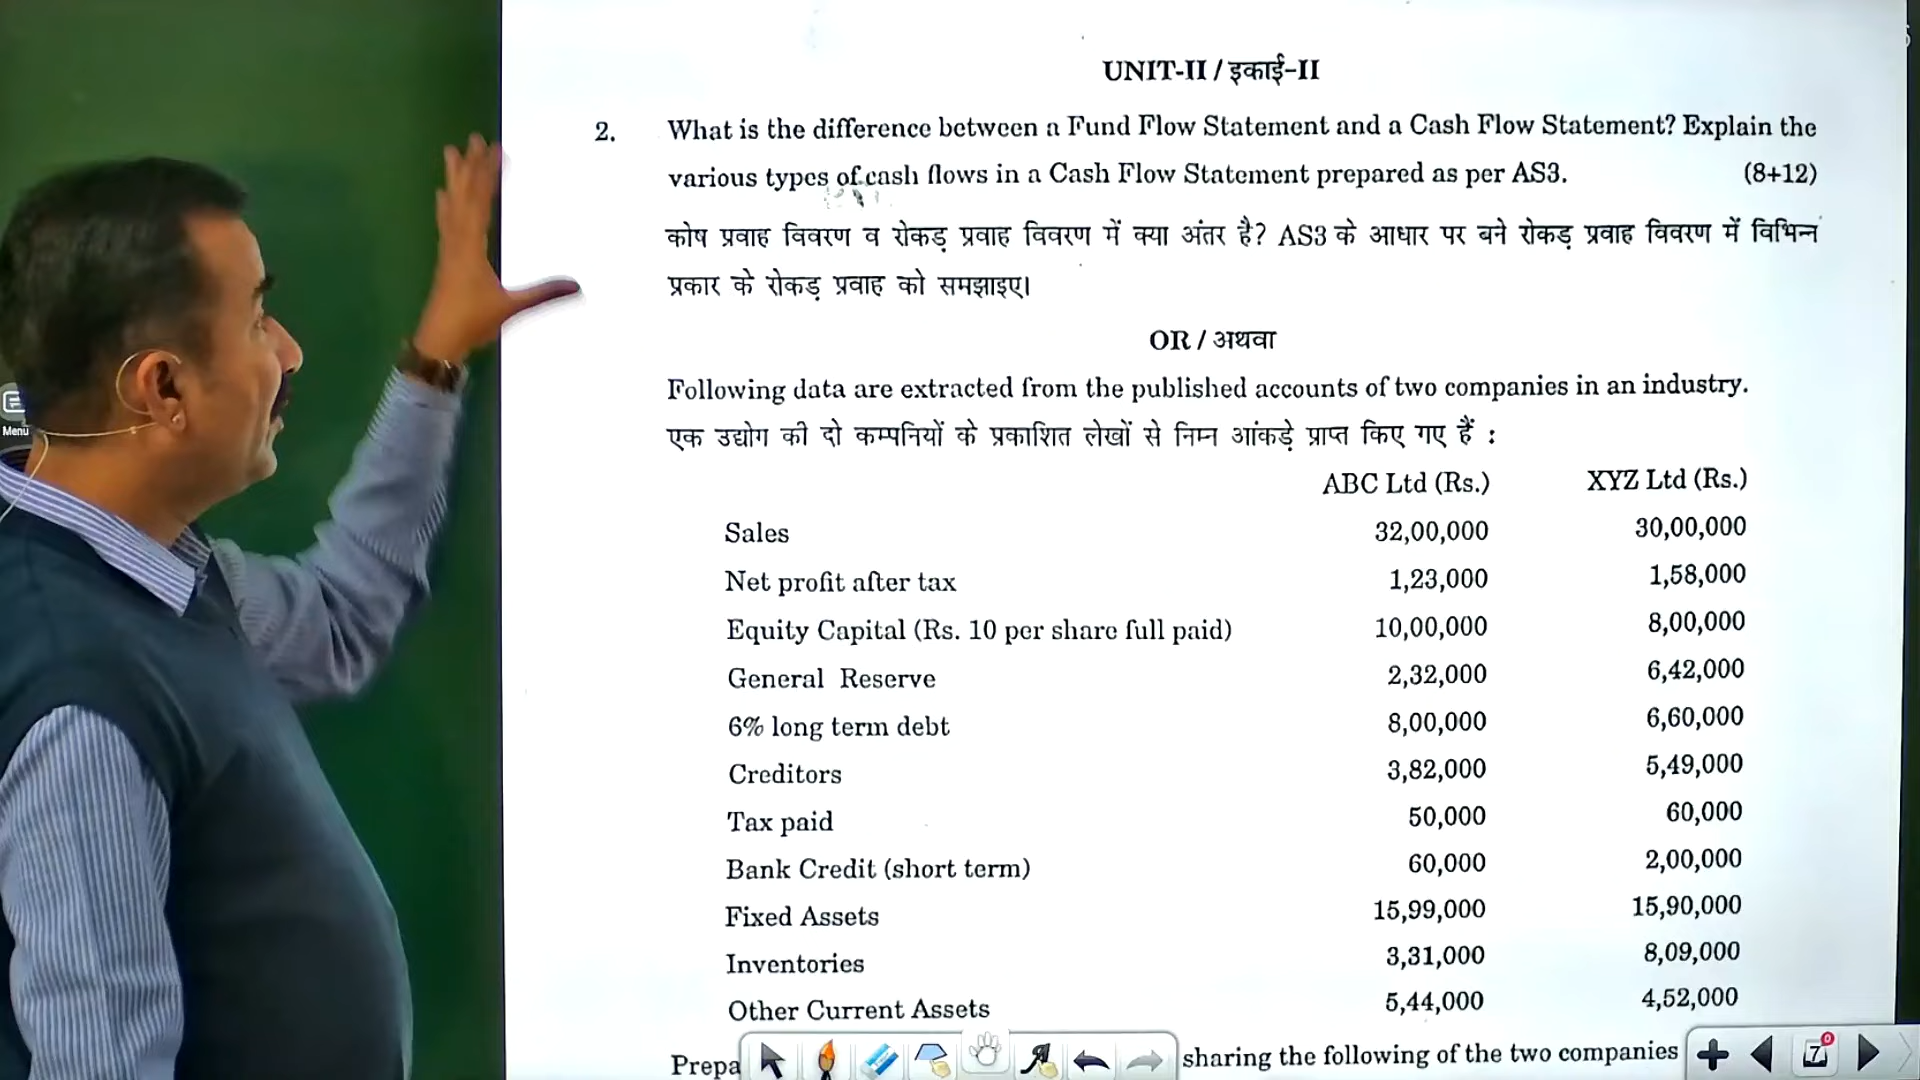 UNIT-II / इकाई-II
2. What is the difference between a Fund Flow Statement and a Cash Flow Statement? Explain the
various types of cash flows in a Cash Flow Statement prepared as per AS3. (8+12)
कोष प्रवाह विवरण व रोकड़ प्रवाह विवरण में क्या अंतर है? AS3 के आधार पर बने रोकड़ प्रवाह विवरण में विभिन्न
प्रकार के रोकड़ प्रवाह को समझाइए।
OR / अथवा
Following data are extracted from the published accounts of two companies in an industry.
एक उद्योग की दो कम्पनियों के प्रकाशित लेखों से निम्न आंकड़े प्राप्त किए गए हैं :
ABC Ltd (Rs.) XYZ Ltd (Rs.)
Sales 32,00,000 30,00,000
Net profit after tax 1,23,000 1,58,000
Equity Capital (Rs. 10 per share full paid) 10,00,000 8,00,000
General Reserve 2,32,000 6,42,000
6% long term debt 8,00,000 6,60,000
Creditors 3,82,000 5,49,000
Tax paid 50,000 60,000
Bank Credit (short term) 60,000 2,00,000
Fixed Assets 15,99,000 15,90,000
Inventories 3,31,000 8,09,000
Other Current Assets 5,44,000 4,52,000
sharing the following of the two companies
Menu
7
0